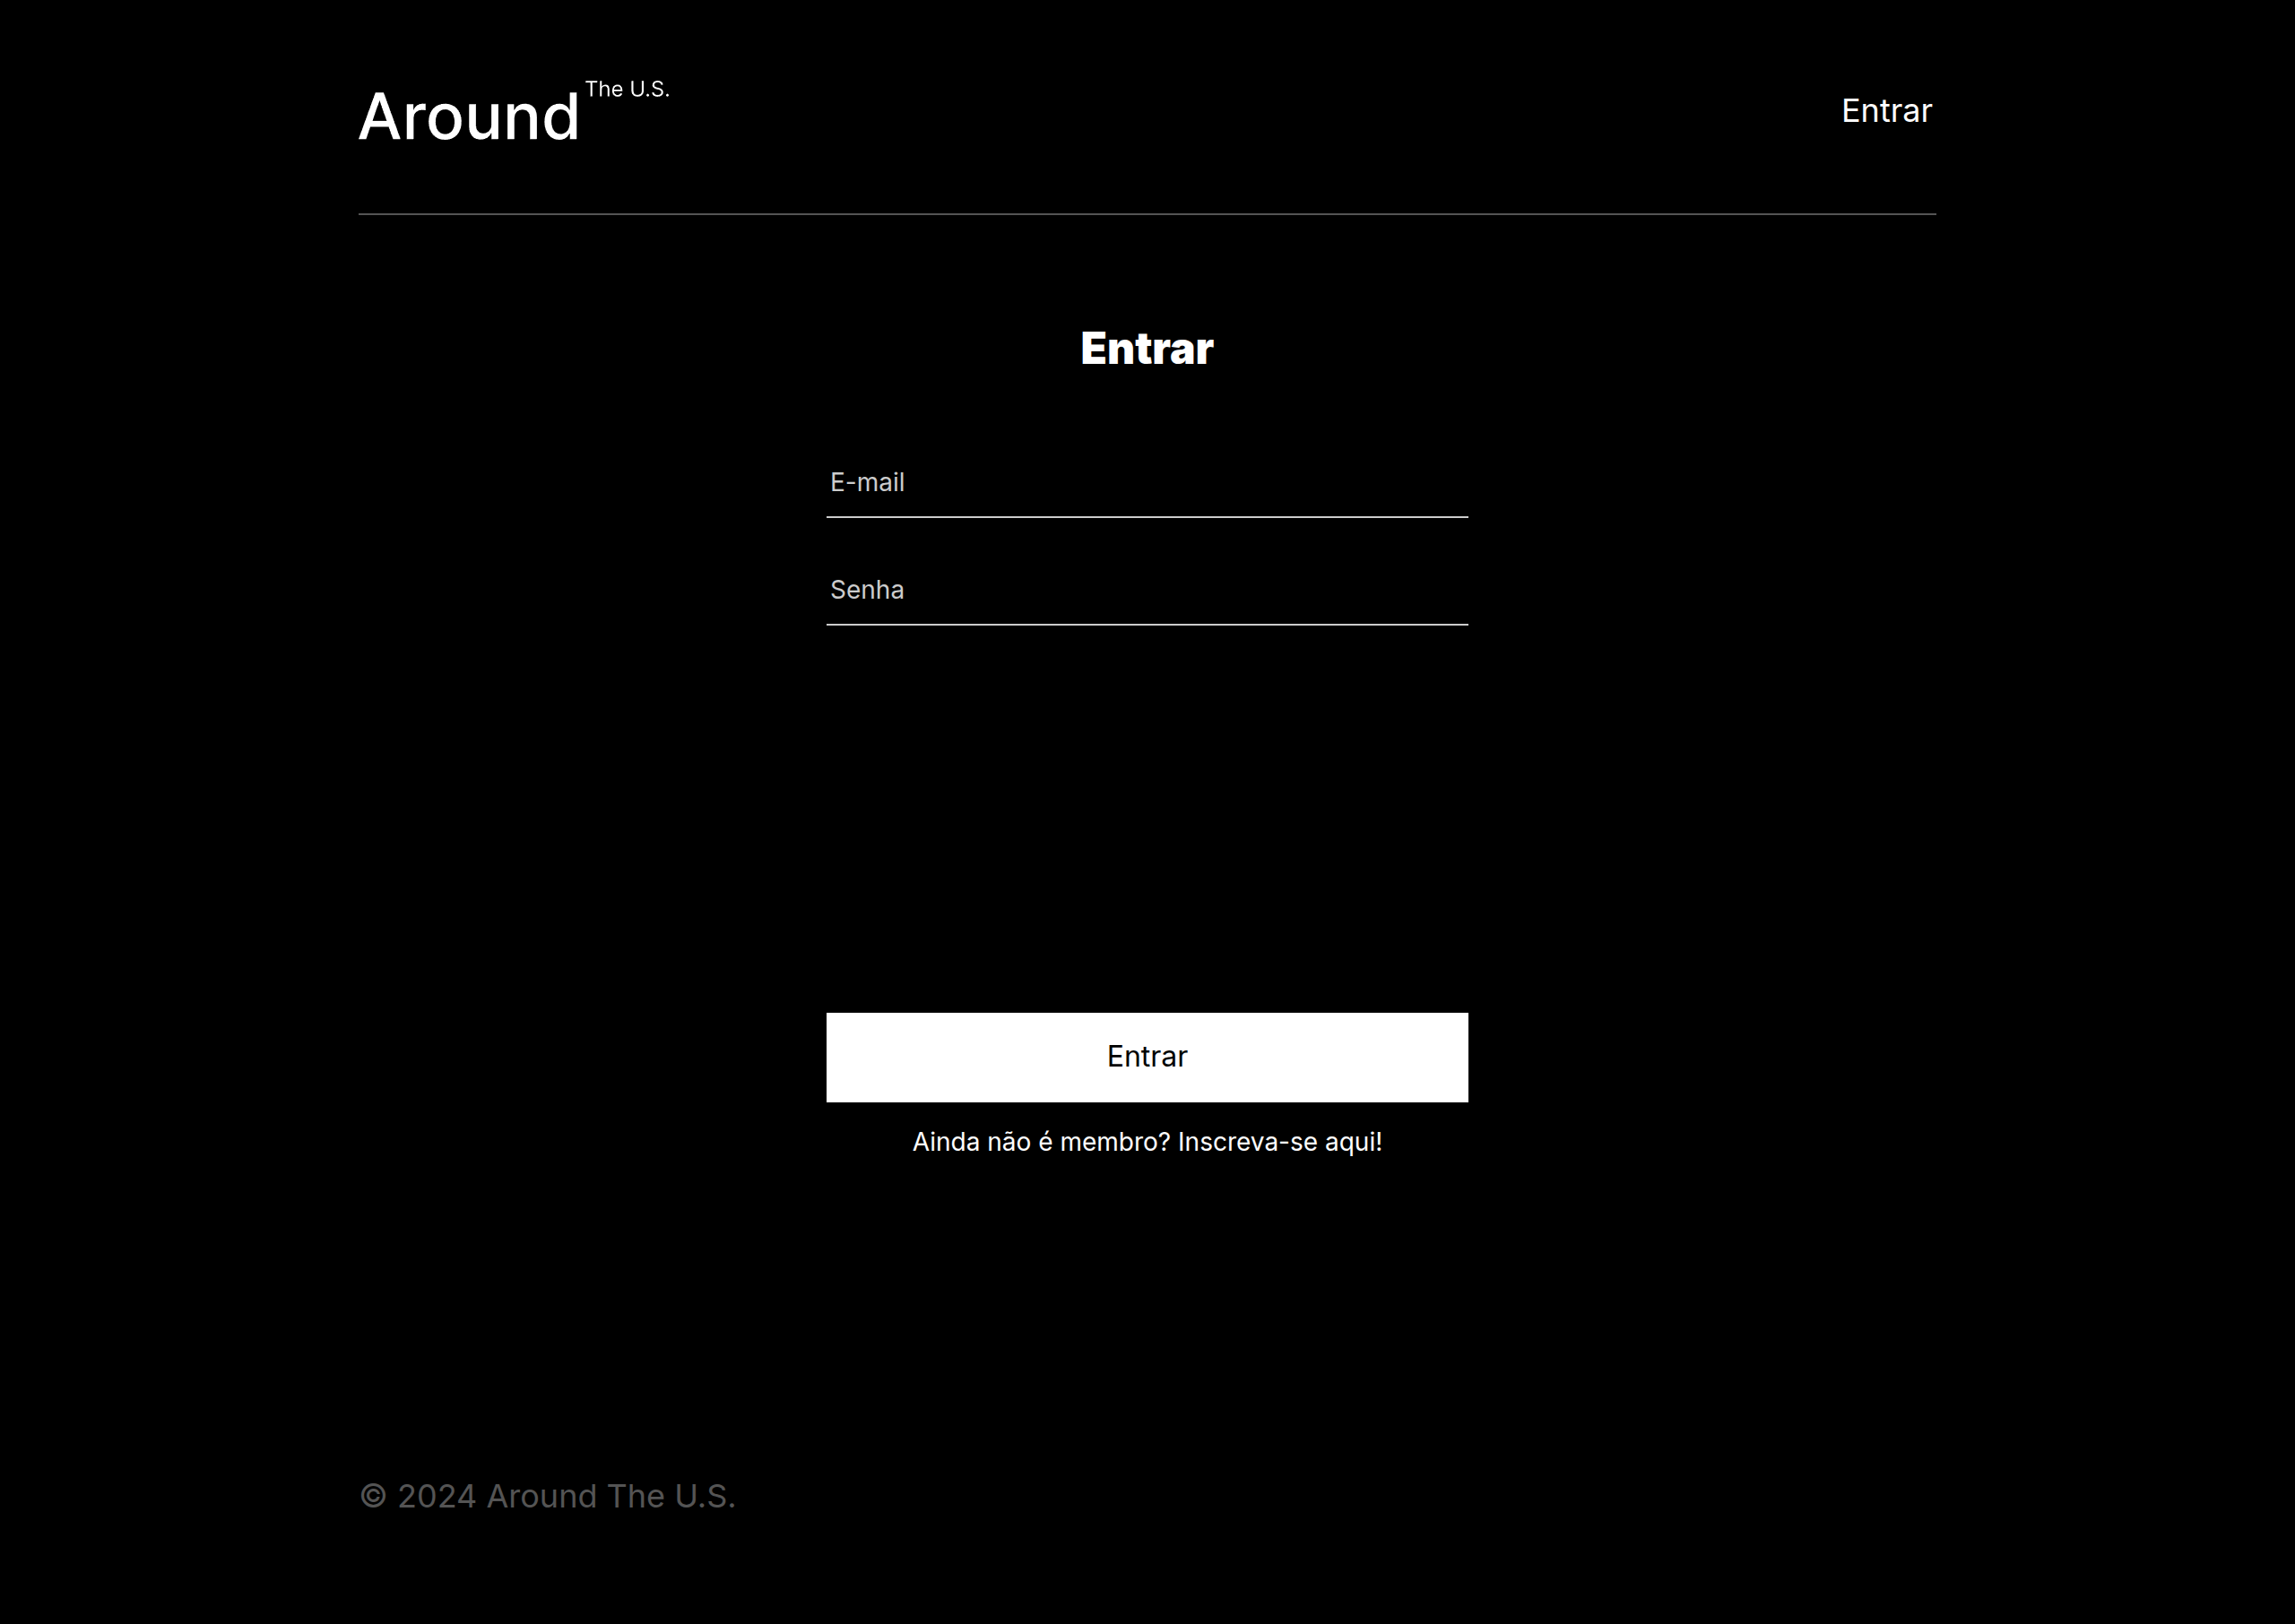 Around The U.S.
Entrar
Entrar
E-mail
Senha
Entrar
Ainda não é membro? Inscreva-se aqui!
© 2024 Around The U.S.